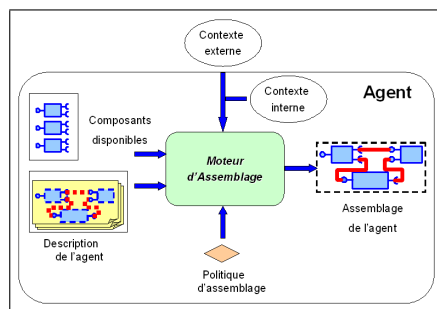 Contexte
externe
Agent
Contexte
interne
Composants
disponibles
Moteur
d'Assemblage
Description
de l'agent
Assemblage
de l'agent
Politique
d'assemblage